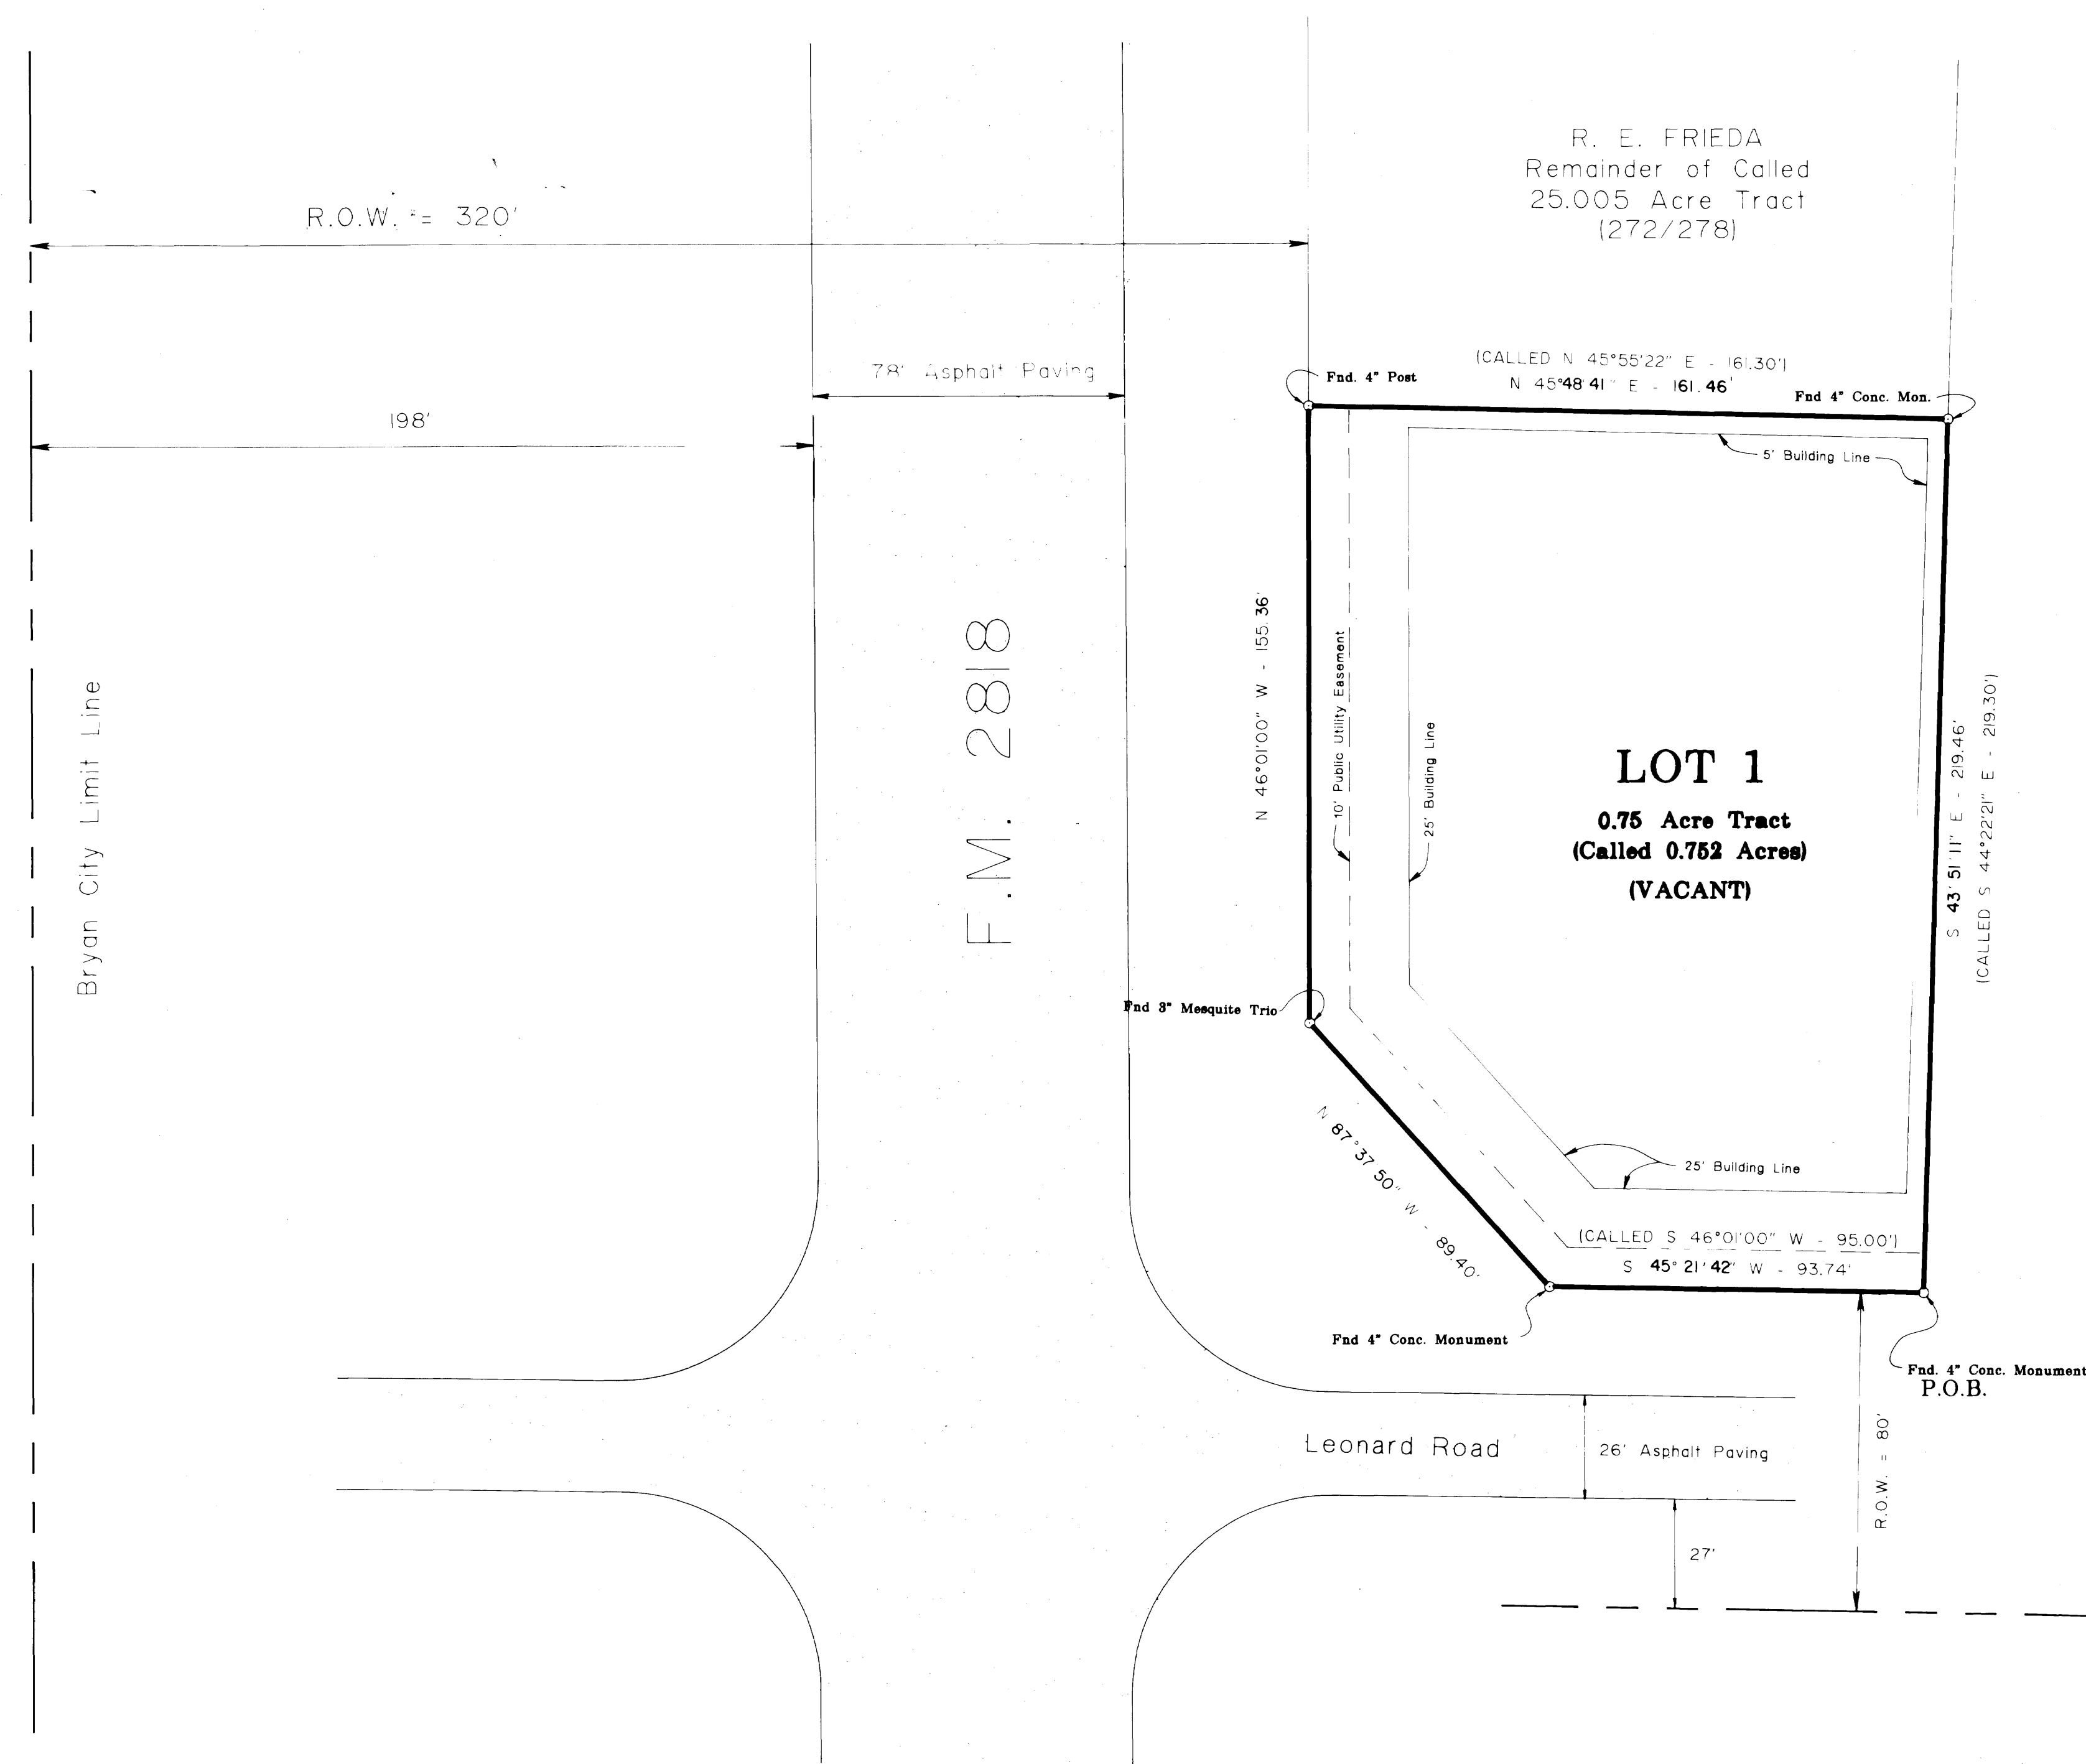 R. E. FRIEDA
Remainder of Called
25.005 Acre Tract
(272/278)
R.O.W. = 320'
78' Asphalt Paving
198'
(CALLED N 45°55'22" E - 161.30')
N 45°48'41" E - 161.46'
Fnd. 4" Post
Fnd 4" Conc. Mon.
5' Building Line
Bryan City Limit Line
F.M. 2818
N 46°01'00" W - 155.36'
10' Public Utility Easement
25' Building Line
LOT 1
0.75 Acre Tract
(Called 0.752 Acres)
(VACANT)
S 43°51'11" E - 219.46'
(CALLED S 44°22'21" E - 219.30')
Fnd 3" Mesquite Trio
N 87°37'50" W - 89.40'
25' Building Line
(CALLED S 46°01'00" W - 95.00')
S 45°21'42" W - 93.74'
Fnd 4" Conc. Monument
Fnd. 4" Conc. Monument
P.O.B.
Leonard Road
26' Asphalt Paving
R.O.W. = 80'
27'